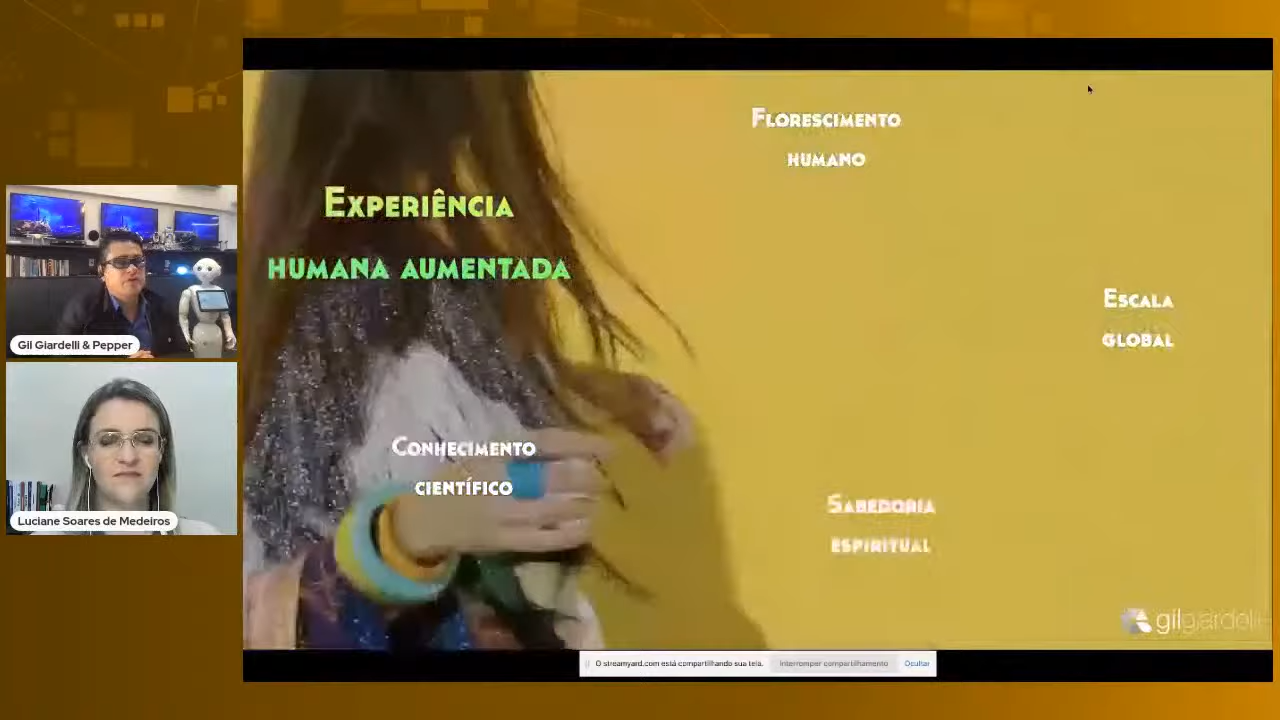 Florescimento
humano
Experiência
humana aumentada
Escala
global
Conhecimento
científico
Sabedoria
espiritual
gilgiardelli
Gil Giardelli & Pepper
Luciane Soares de Medeiros
O streamyard.com está compartilhando sua tela. Interromper compartilhamento Ocultar